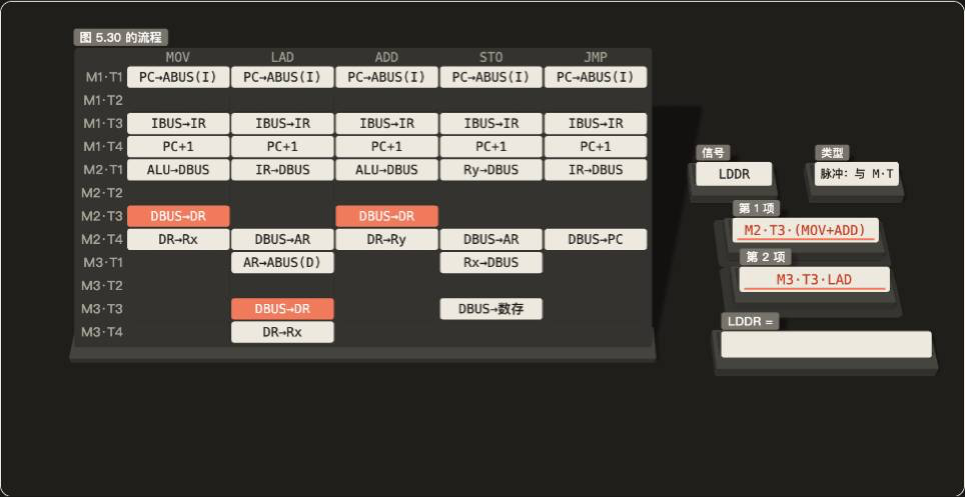 图 5.30 的流程
MOV LAD ADD STO JMP
M1·T1 PC→ABUS(I) PC→ABUS(I) PC→ABUS(I) PC→ABUS(I) PC→ABUS(I)
M1·T2
M1·T3 IBUS→IR IBUS→IR IBUS→IR IBUS→IR IBUS→IR
M1·T4 PC+1 PC+1 PC+1 PC+1 PC+1
M2·T1 ALU→DBUS IR→DBUS ALU→DBUS Ry→DBUS IR→DBUS
M2·T2
M2·T3 DBUS→DR DBUS→DR
M2·T4 DR→Rx DBUS→AR DR→Ry DBUS→AR DBUS→PC
M3·T1 AR→ABUS(D) Rx→DBUS
M3·T2
M3·T3 DBUS→DR DBUS→数存
M3·T4 DR→Rx
信号
LDDR
类型
脉冲: 与 M·T
第 1 项
M2·T3·(MOV+ADD)
第 2 项
M3·T3·LAD
LDDR =